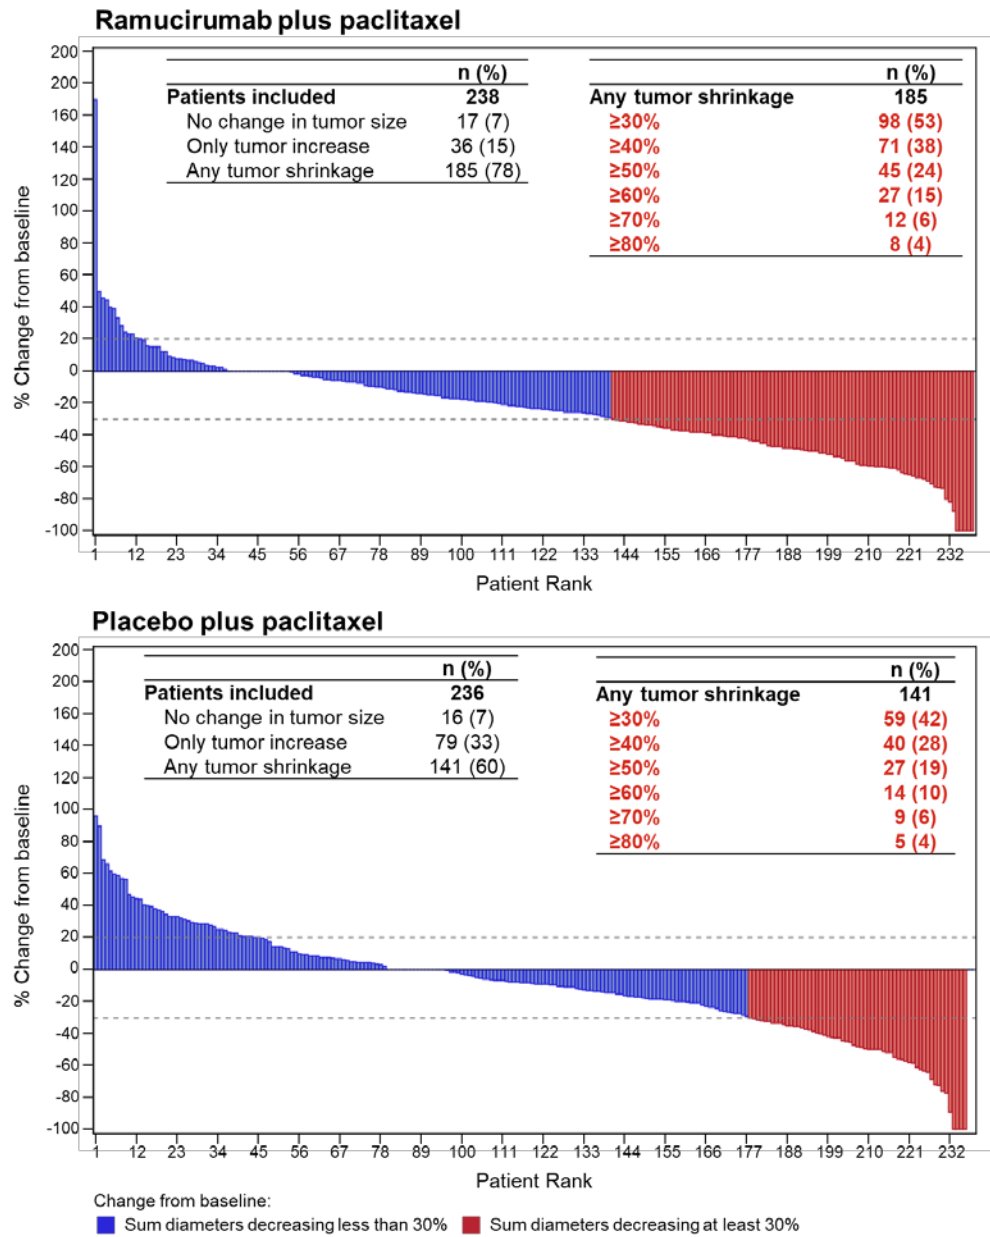 Ramucirumab plus paclitaxel
n (%)
Patients included 238
No change in tumor size 17 (7)
Only tumor increase 36 (15)
Any tumor shrinkage 185 (78)
n (%)
Any tumor shrinkage 185
≥30% 98 (53)
≥40% 71 (38)
≥50% 45 (24)
≥60% 27 (15)
≥70% 12 (6)
≥80% 8 (4)
% Change from baseline
200
200
160
140
120
100
80
60
40
20
0
-20
-40
-60
-80
-100
1 12 23 34 45 56 67 78 89 100 111 122 133 144 155 166 177 188 199 210 221 232
Patient Rank
Placebo plus paclitaxel
n (%)
Patients included 236
No change in tumor size 16 (7)
Only tumor increase 79 (33)
Any tumor shrinkage 141 (60)
n (%)
Any tumor shrinkage 141
≥30% 59 (42)
≥40% 40 (28)
≥50% 27 (19)
≥60% 14 (10)
≥70% 9 (6)
≥80% 5 (4)
% Change from baseline
200
200
160
140
120
100
80
60
40
20
0
-20
-40
-60
-80
-100
1 12 23 34 45 56 67 78 89 100 111 122 133 144 155 166 177 188 199 210 221 232
Patient Rank
Change from baseline:
Sum diameters decreasing less than 30% Sum diameters decreasing at least 30%